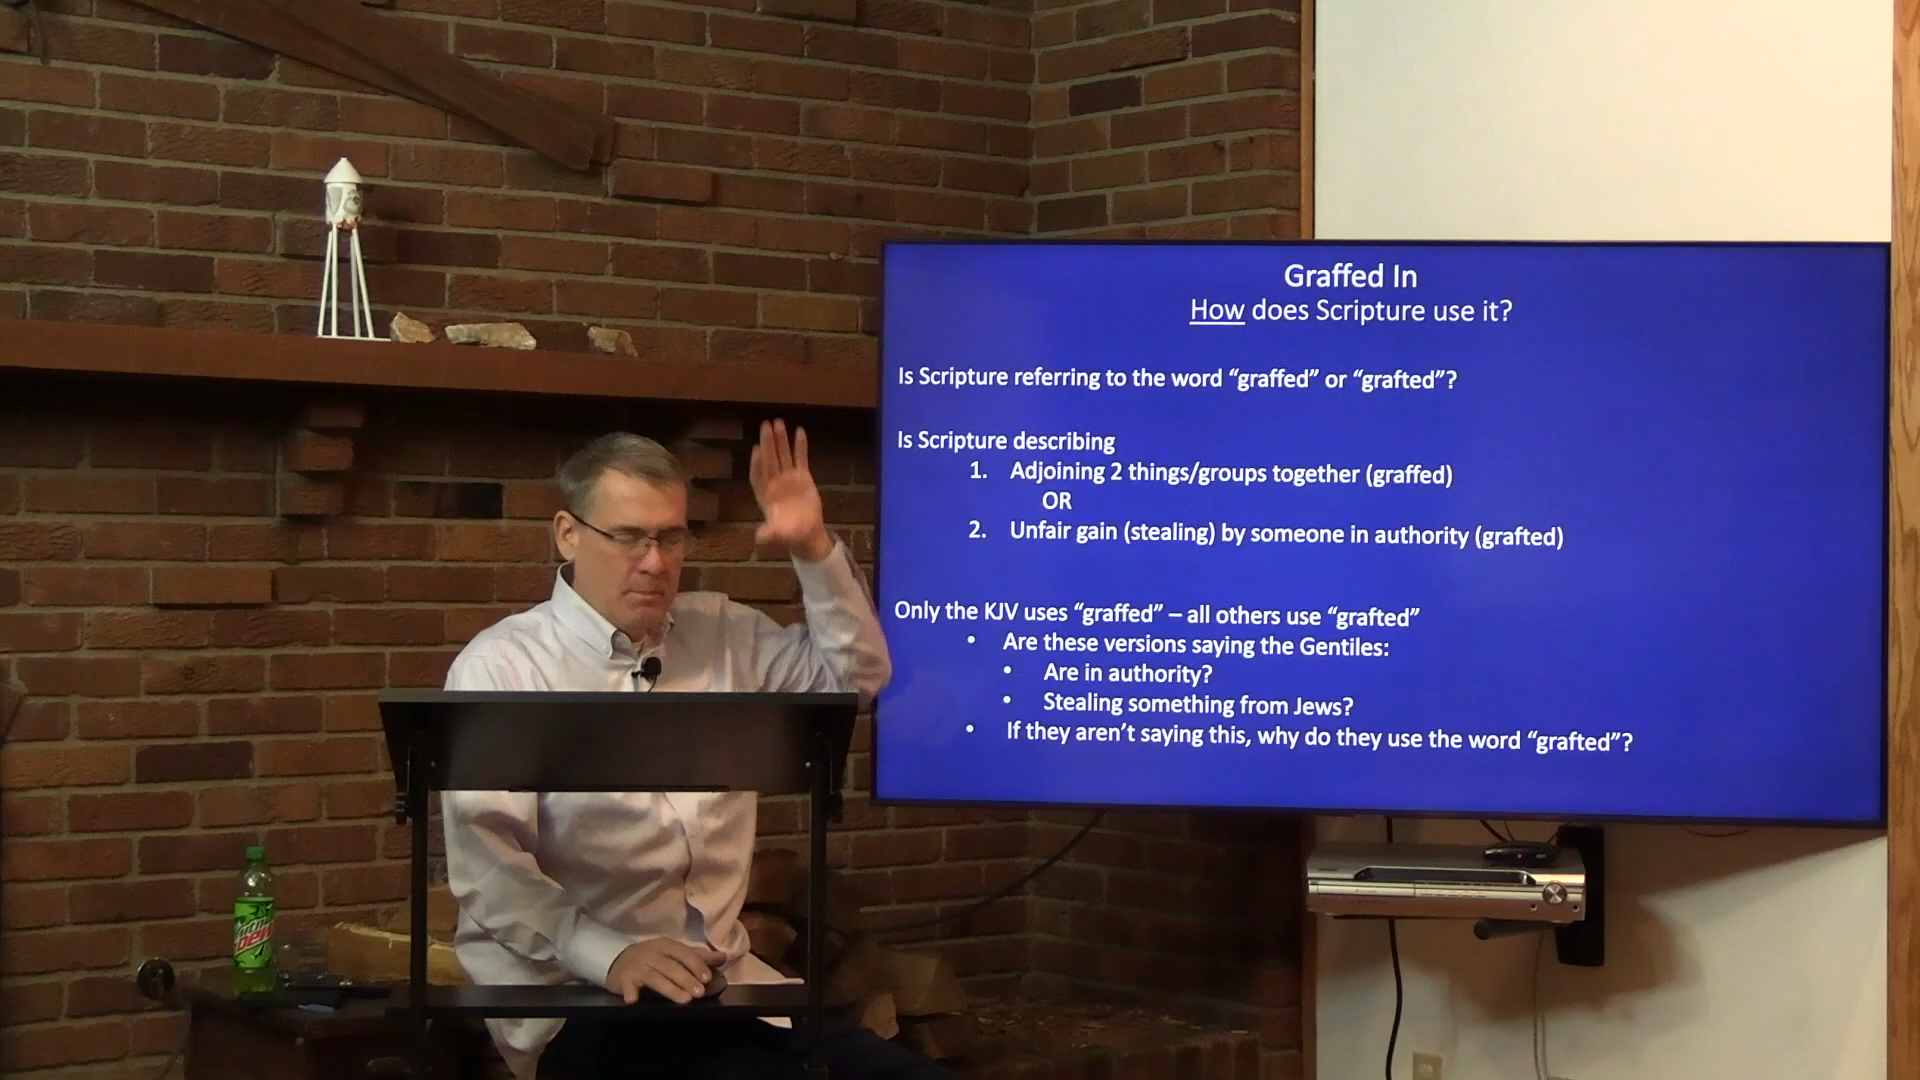 Graffed In
How does Scripture use it?
Is Scripture referring to the word “graffed” or “grafted”?
Is Scripture describing
1. Adjoining 2 things/groups together (graffed)
OR
2. Unfair gain (stealing) by someone in authority (grafted)
Only the KJV uses “graffed” – all others use “grafted”
• Are these versions saying the Gentiles:
• Are in authority?
• Stealing something from Jews?
• If they aren’t saying this, why do they use the word “grafted”?
Mtn
Dew